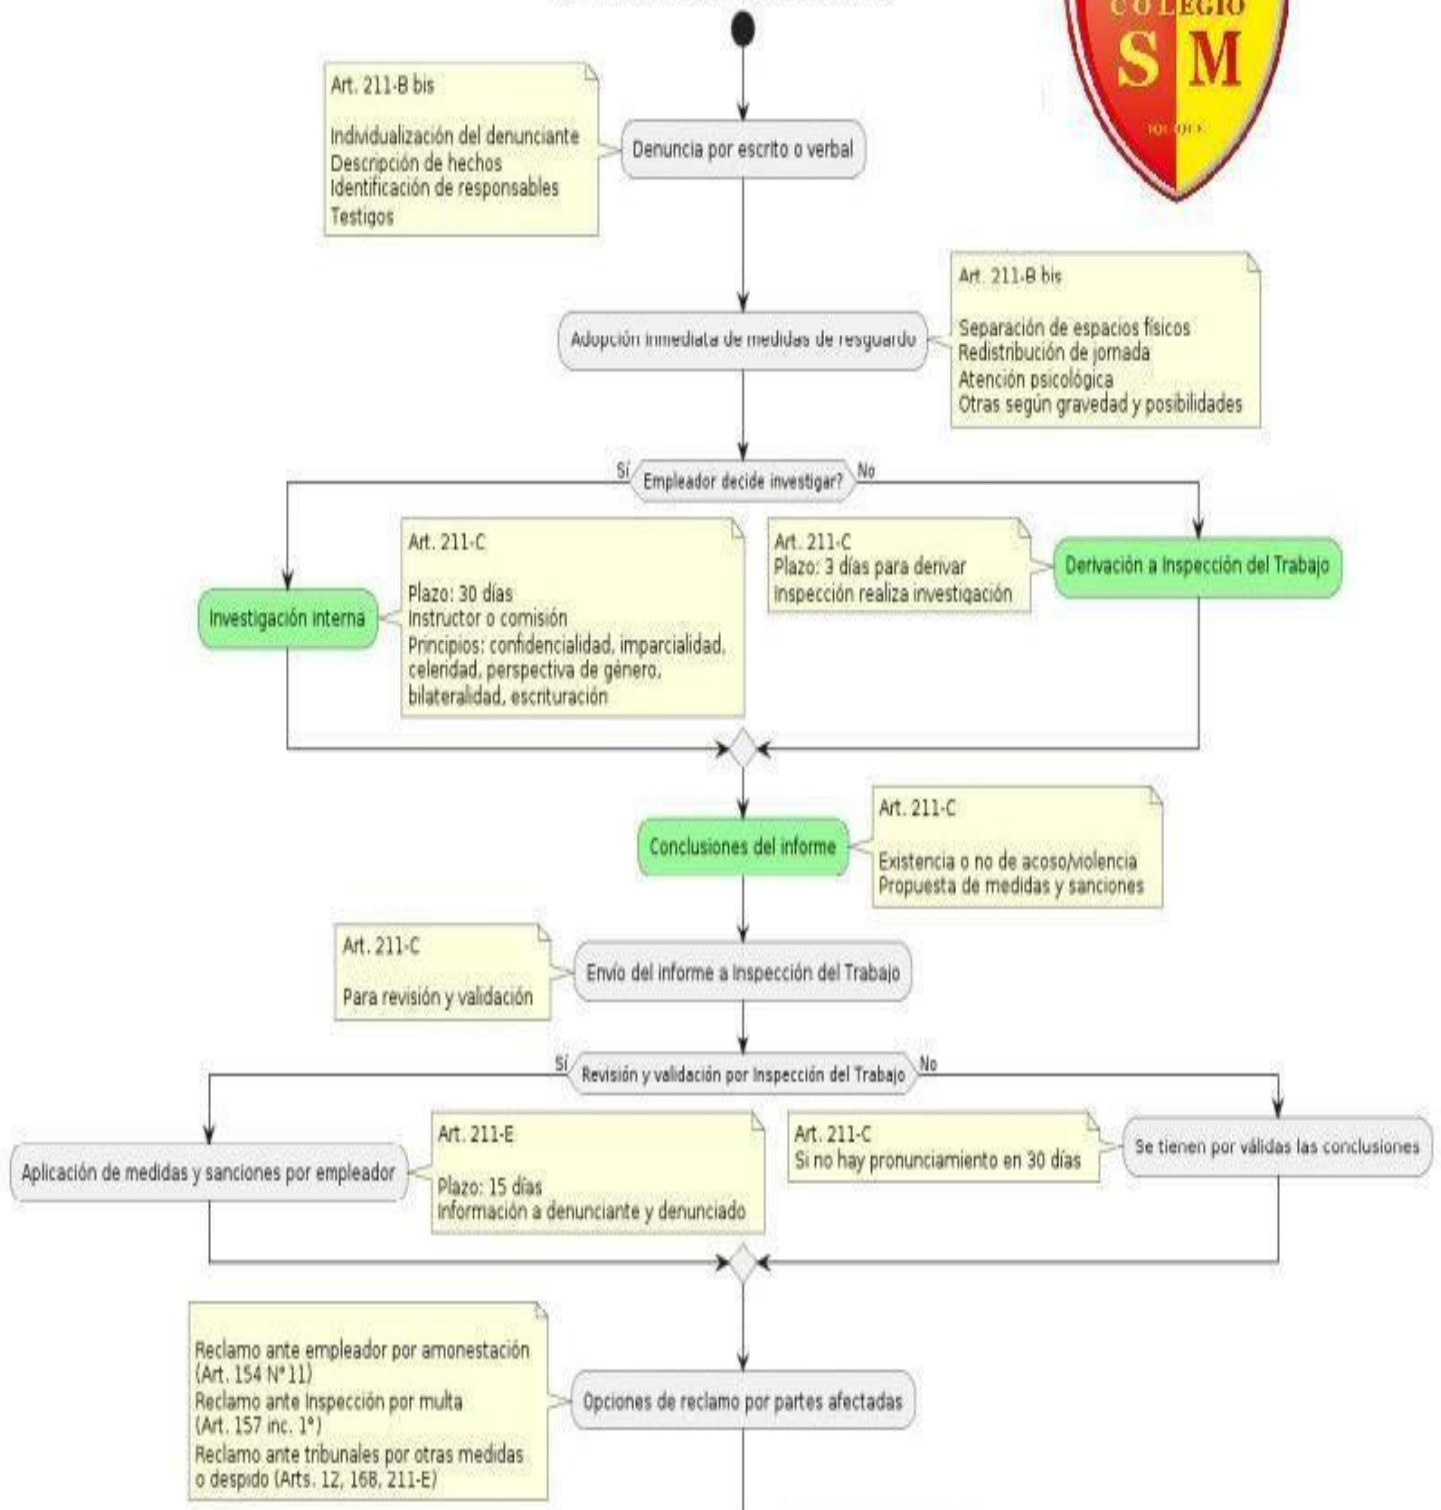 COLEGIO
S M
Art. 211-B bis
Individualización del denunciante
Descripción de hechos
Identificación de responsables
Testigos
Denuncia por escrito o verbal
Art. 211-B bis
Separación de espacios físicos
Redistribución de jornada
Atención psicológica
Otras según gravedad y posibilidades
Adopción inmediata de medidas de resguardo
Sí
Empleador decide investigar?
No
Art. 211-C
Plazo: 30 días
Instructor o comisión
Principios: confidencialidad, imparcialidad,
celeridad, perspectiva de género,
bilateralidad, escrituración
Investigación interna
Art. 211-C
Plazo: 3 días para derivar
Inspección realiza investigación
Derivación a Inspección del Trabajo
Conclusiones del informe
Art. 211-C
Existencia o no de acoso/violencia
Propuesta de medidas y sanciones
Art. 211-C
Para revisión y validación
Envío del informe a Inspección del Trabajo
Sí
Revisión y validación por Inspección del Trabajo
No
Aplicación de medidas y sanciones por empleador
Art. 211-E
Plazo: 15 días
Información a denunciante y denunciado
Art. 211-C
Si no hay pronunciamiento en 30 días
Se tienen por válidas las conclusiones
Reclamo ante empleador por amonestación
(Art. 154 N°11)
Reclamo ante Inspección por multa
(Art. 157 inc. 1°)
Reclamo ante tribunales por otras medidas
o despido (Arts. 12, 168, 211-E)
Opciones de reclamo por partes afectadas